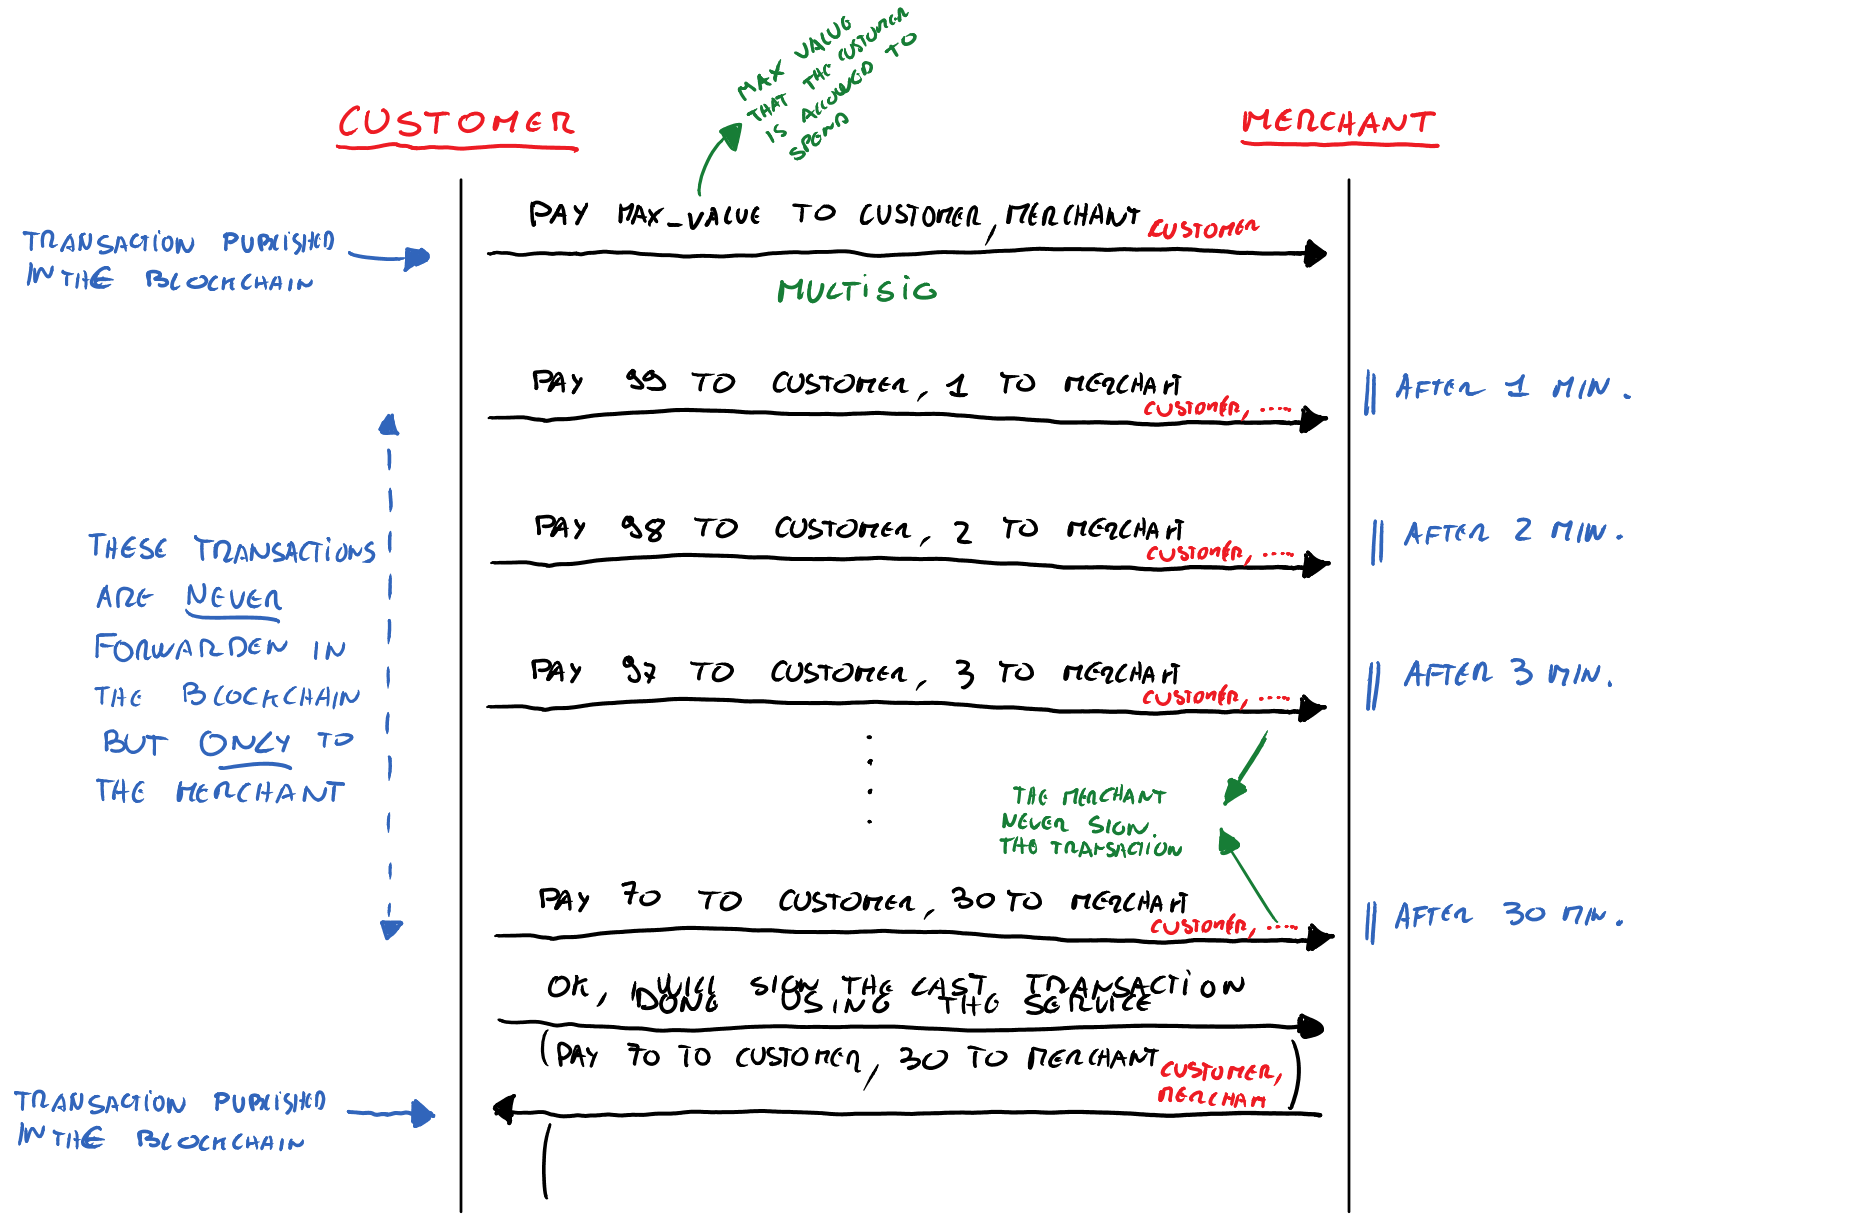 MAX VALUE
THAT THE CUSTOMER
IS ALLOWED TO
SPEND
CUSTOMER
MERCHANT
PAY MAX_VALUE TO CUSTOMER, MERCHANT CUSTOMER
TRANSACTION PUBLISHED
IN THE BLOCKCHAIN
MULTISIG
PAY 99 TO CUSTOMER, 1 TO MERCHANT
CUSTOMER, .....
|| AFTER 1 MIN.
PAY 98 TO CUSTOMER, 2 TO MERCHANT
CUSTOMER, .....
|| AFTER 2 MIN.
THESE TRANSACTIONS
ARE NEVER
FORWARDEN IN
THE BLOCKCHAIN
BUT ONLY TO
THE MERCHANT
PAY 97 TO CUSTOMER, 3 TO MERCHANT
CUSTOMER, .....
|| AFTER 3 MIN.
THE MERCHANT
NEVER SIGN.
THE TRANSACTION
PAY 70 TO CUSTOMER, 30 TO MERCHANT
CUSTOMER, .....
|| AFTER 30 MIN.
OK, I WILL SIGN THE LAST TRANSACTION
DONE USING THE SERVICE
(PAY 70 TO CUSTOMER, 30 TO MERCHANT CUSTOMER,
MERCHANT)
TRANSACTION PUBLISHED
IN THE BLOCKCHAIN